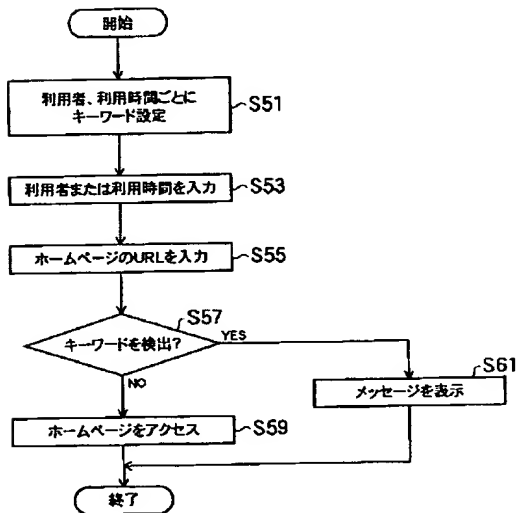 開始
利用者、利用時間ごとに
キーワード設定
S51
利用者または利用時間を入力
S53
ホームページのURLを入力
S55
S57
キーワードを検出?
YES
NO
S61
メッセージを表示
ホームページをアクセス
S59
終了